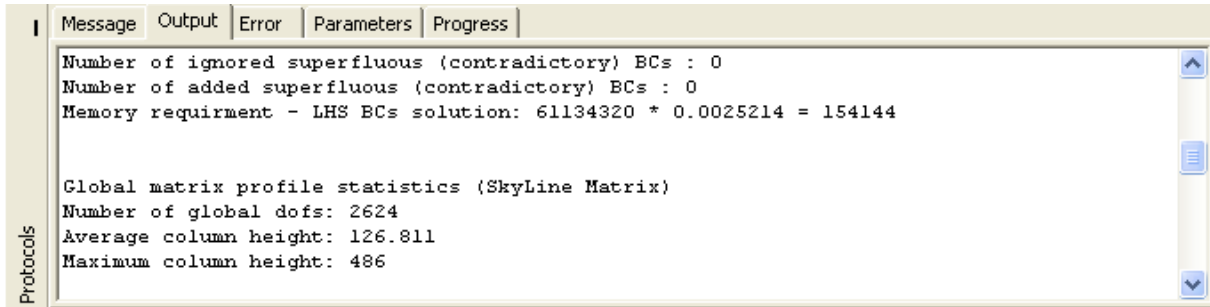 Message Output Error Parameters Progress
Number of ignored superfluous (contradictory) BCs : 0
Number of added superfluous (contradictory) BCs : 0
Memory requirment - LHS BCs solution: 61134320 * 0.0025214 = 154144
Global matrix profile statistics (SkyLine Matrix)
Number of global dofs: 2624
Average column height: 126.811
Maximum column height: 486
Protocols